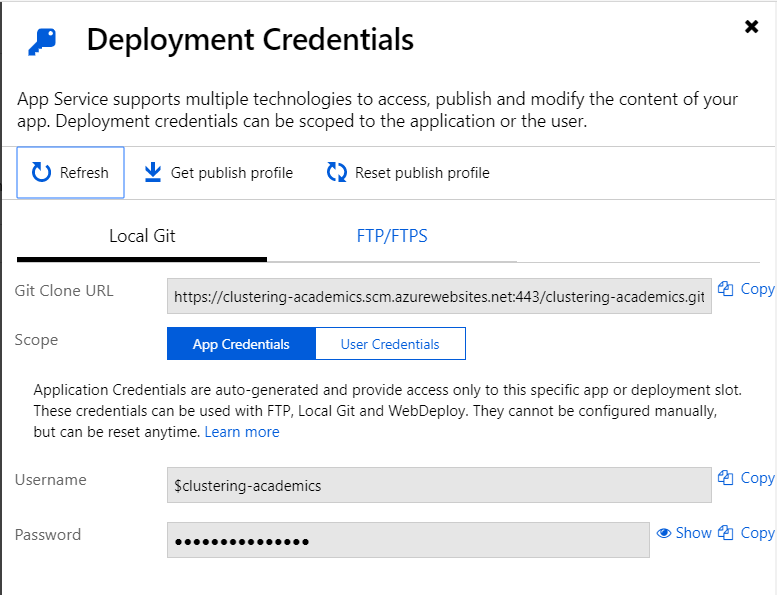 Deployment Credentials
App Service supports multiple technologies to access, publish and modify the content of your
app. Deployment credentials can be scoped to the application or the user.
Refresh Get publish profile Reset publish profile
Local Git FTP/FTPS
Git Clone URL https://clustering-academics.scm.azurewebsites.net:443/clustering-academics.git Copy
Scope App Credentials User Credentials
Application Credentials are auto-generated and provide access only to this specific app or deployment slot.
These credentials can be used with FTP, Local Git and WebDeploy. They cannot be configured manually,
but can be reset anytime. Learn more
Username $clustering-academics Copy
Password ●●●●●●●●●●●●●●● Show Copy